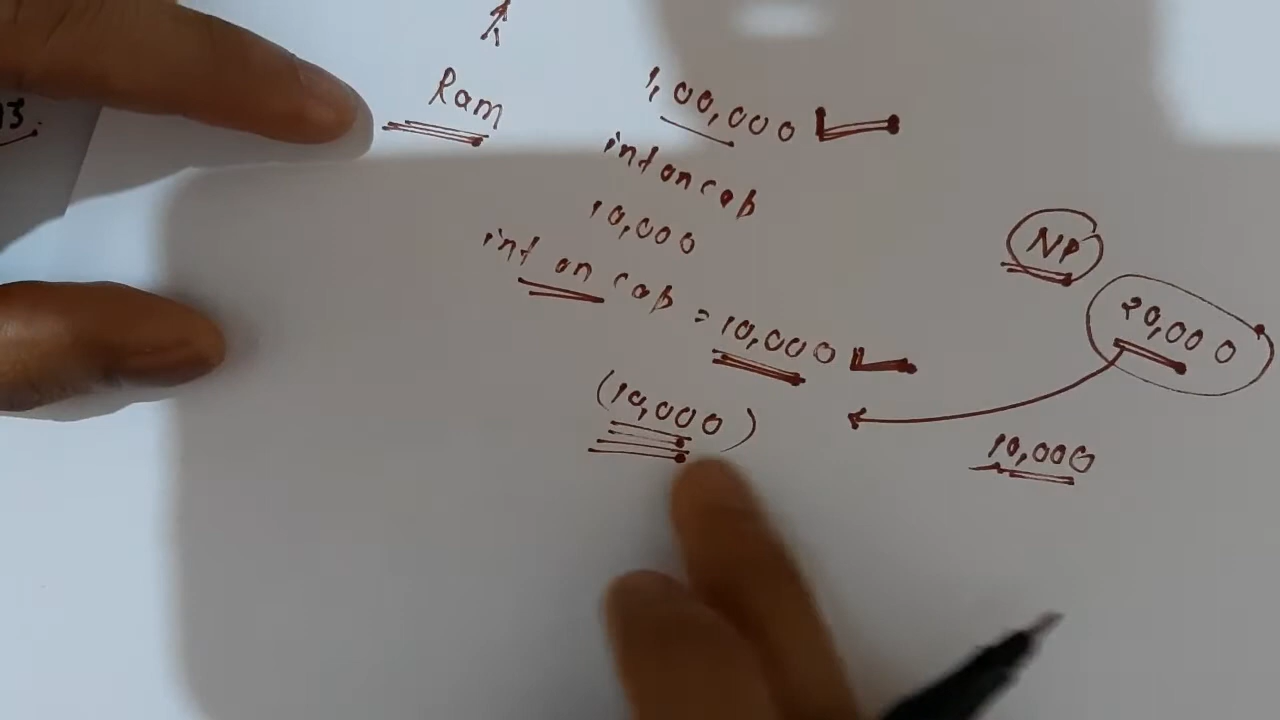 Ram
1,00,000
int on cap
10,000
int on cap = 10,000
(10,000)
NP
20,000
10,000